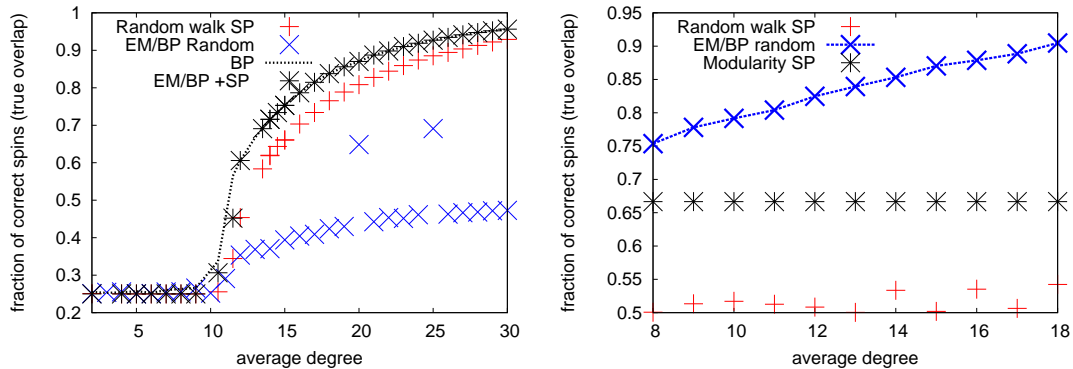 fraction of correct spins (true overlap)
1
0.9
0.8
0.7
0.6
0.5
0.4
0.3
0.2
Random walk SP
EM/BP Random
BP
EM/BP +SP
5
10
15
20
25
30
average degree
fraction of correct spins (true overlap)
0.95
0.9
0.85
0.8
0.75
0.7
0.65
0.6
0.55
0.5
Random walk SP
EM/BP random
Modularity SP
8
10
12
14
16
18
average degree